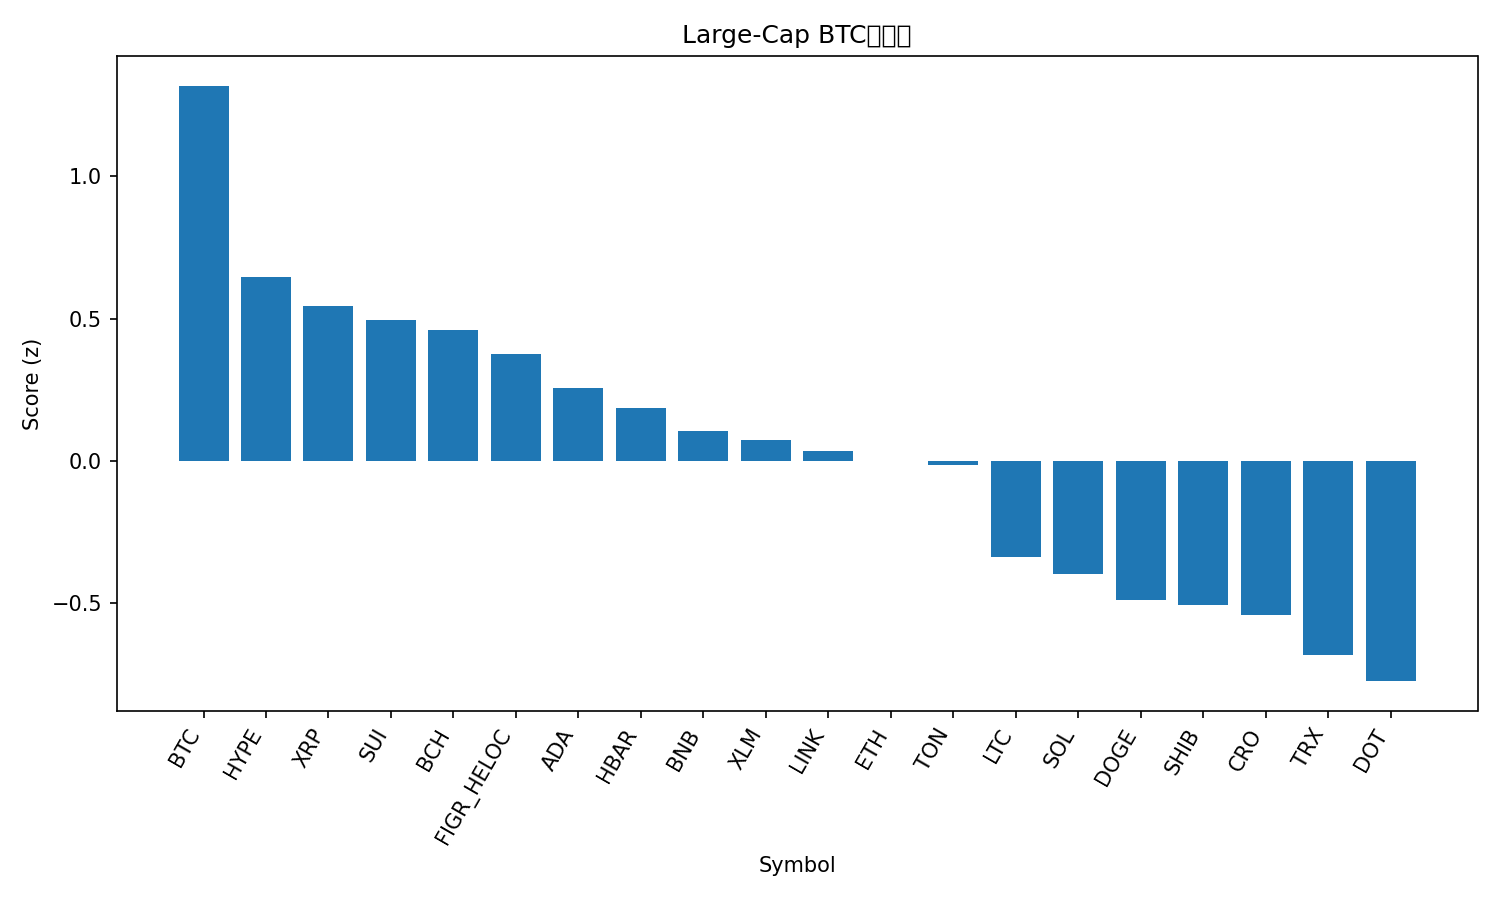 Large-Cap BTC
Score (z)
1.0
0.5
0.0
−0.5
BTC
HYPE
XRP
SUI
BCH
FIGR_HELOC
ADA
HBAR
BNB
XLM
LINK
ETH
TON
LTC
SOL
DOGE
SHIB
CRO
TRX
DOT
Symbol